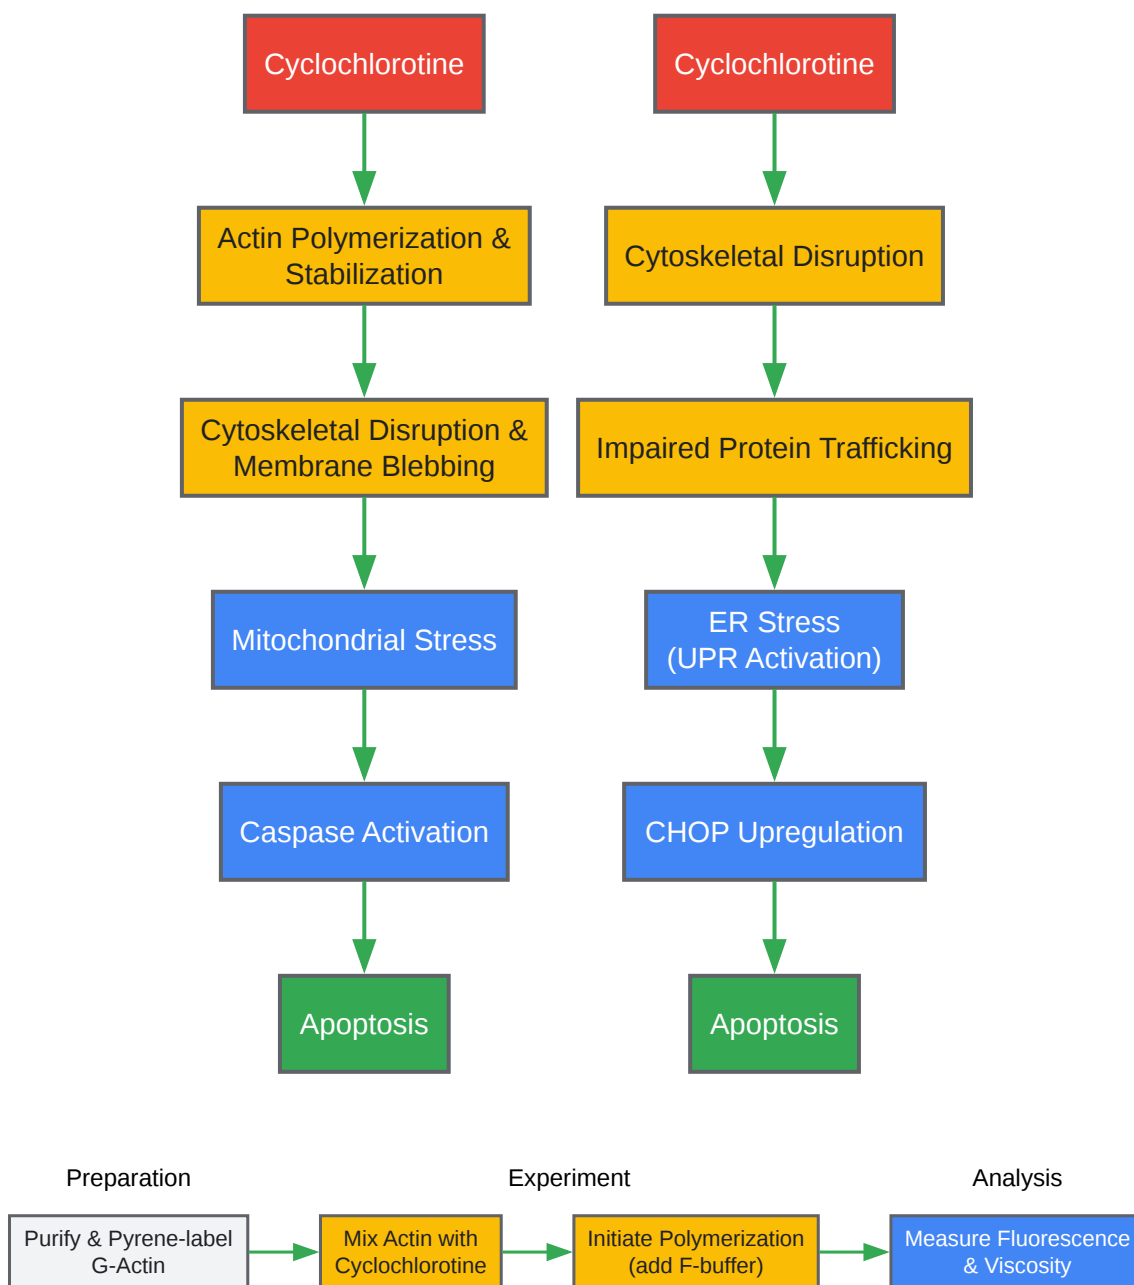 Cyclochlorotine
Actin Polymerization &
Stabilization
Cytoskeletal Disruption &
Membrane Blebbing
Mitochondrial Stress
Caspase Activation
Apoptosis
Cyclochlorotine
Cytoskeletal Disruption
Impaired Protein Trafficking
ER Stress
(UPR Activation)
CHOP Upregulation
Apoptosis
Preparation
Purify & Pyrene-label
G-Actin
Experiment
Mix Actin with
Cyclochlorotine
Initiate Polymerization
(add F-buffer)
Analysis
Measure Fluorescence
& Viscosity